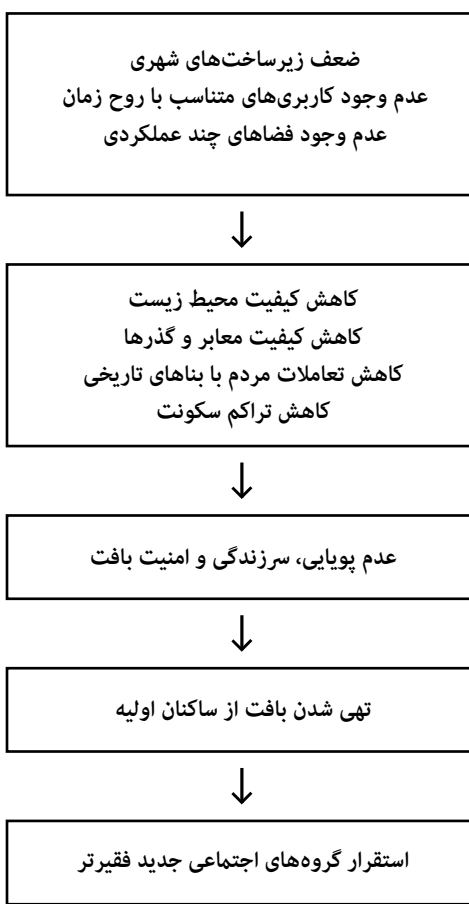 ضعف زیرساخت‌های شهری
عدم وجود کاربری‌های متناسب با روح زمان
عدم وجود فضاهای چند عملکردی
کاهش کیفیت محیط زیست
کاهش کیفیت معابر و گذرها
کاهش تعاملات مردم با بناهای تاریخی
کاهش تراکم سکونت
عدم پویایی، سرزندگی و امنیت بافت
تهی شدن بافت از ساکنان اولیه
استقرار گروه‌های اجتماعی جدید فقیرتر